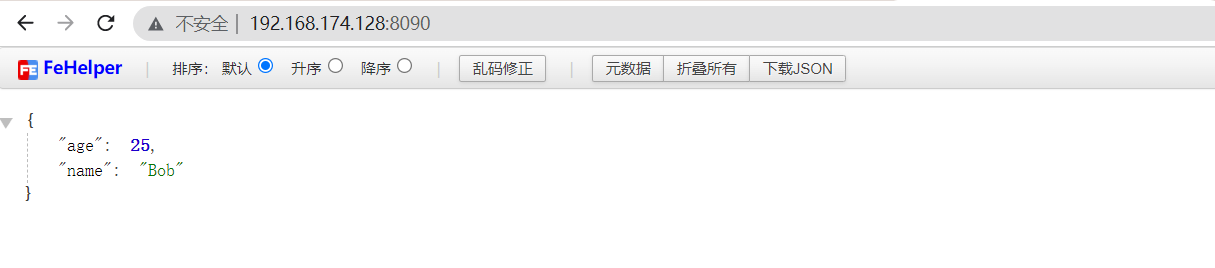 不安全 | 192.168.174.128:8090
FeHelper | 排序： 默认 升序 降序 | 乱码修正 | 元数据 折叠所有 下载JSON
{
"age": 25,
"name": "Bob"
}